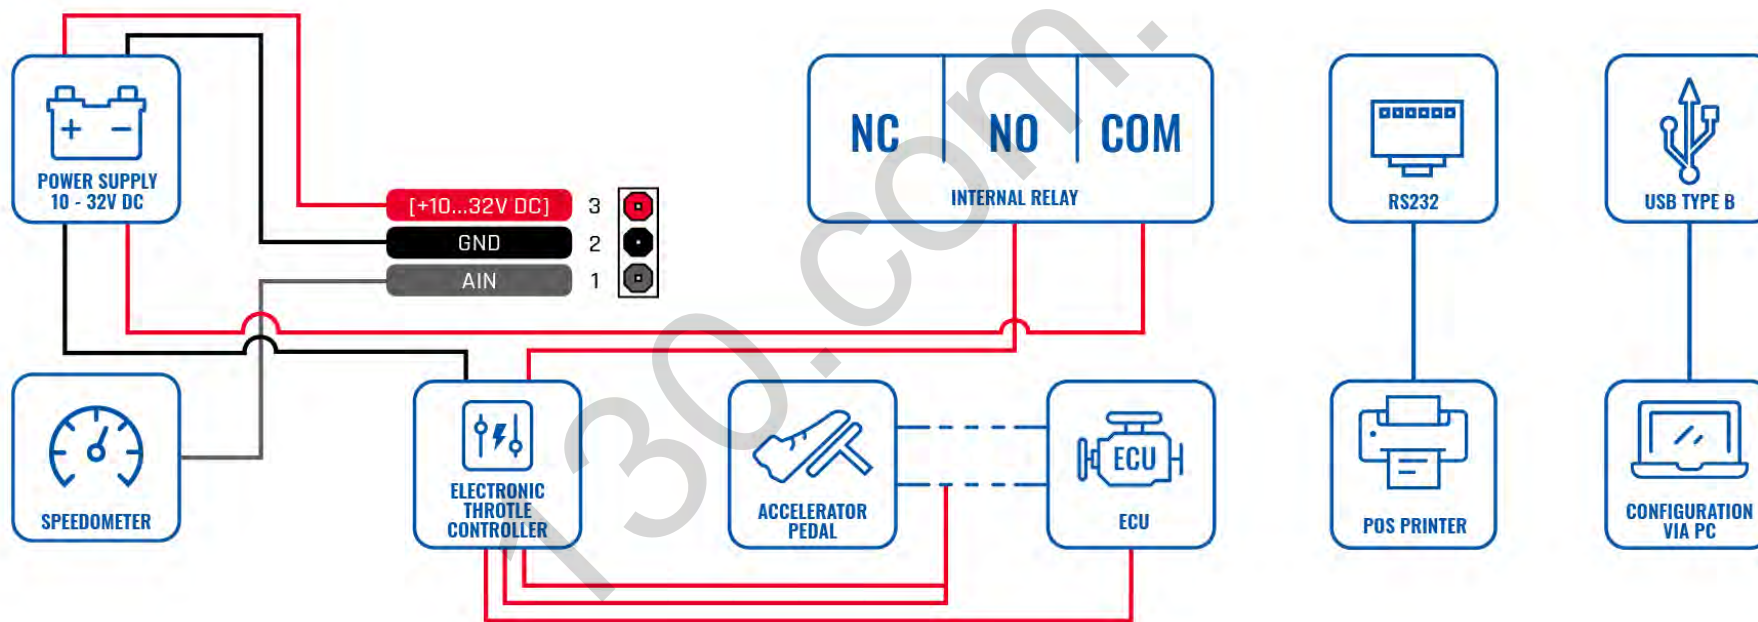 POWER SUPPLY
10 - 32V DC
[+10...32V DC] 3
GND 2
AIN 1
NC NO COM
INTERNAL RELAY
RS232
USB TYPE B
SPEEDOMETER
ELECTRONIC
THROTLE
CONTROLLER
ACCELERATOR
PEDAL
ECU
ECU
POS PRINTER
CONFIGURATION
VIA PC
130.com.